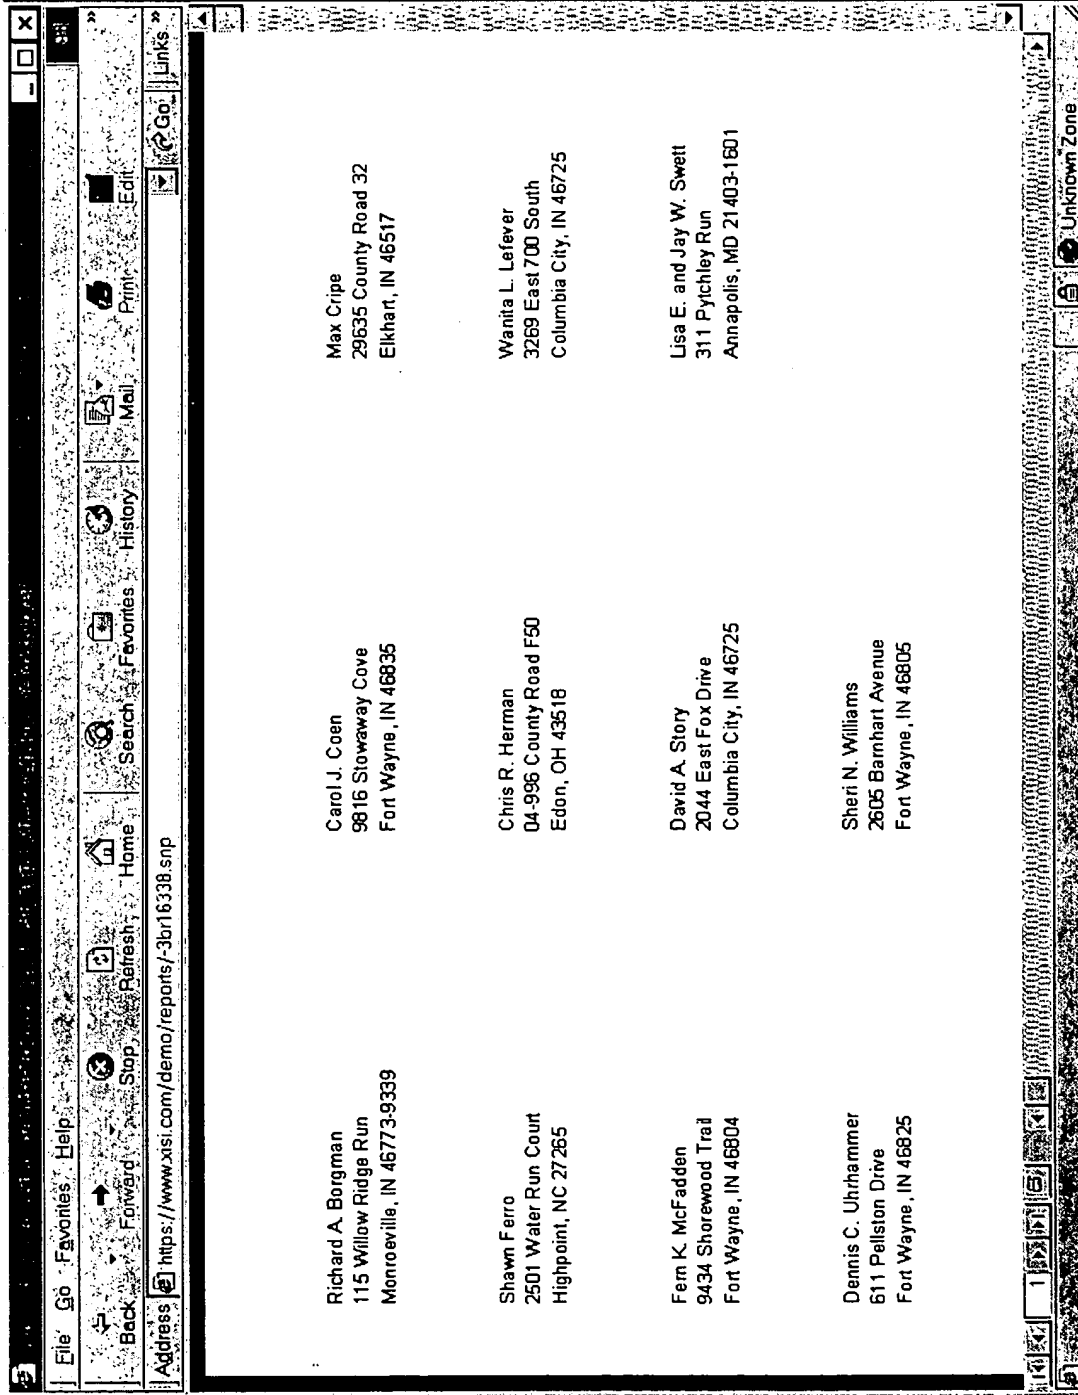 File Go Favorites Help
Back Forward Stop Refresh Home Search Favorites History Mail Print Edit
Address https://www.xisi.com/demo/reports/-3br16338.snp Go Links
Richard A. Borgman
115 Willow Ridge Run
Monroeville, IN 46773-9339
Carol J. Coen
9816 Stowaway Cove
Fort Wayne, IN 46835
Max Cripe
29635 County Road 32
Elkhart, IN 46517
Shawn Ferro
2501 Water Run Court
Highpoint, NC 27265
Chris R. Herman
04-996 County Road F50
Edon, OH 43518
Wanita L. Lefever
3269 East 700 South
Columbia City, IN 46725
Fern K. McFadden
9434 Shorewood Trail
Fort Wayne, IN 46804
David A. Story
2044 East Fox Drive
Columbia City, IN 46725
Lisa E. and Jay W. Swett
311 Pytchley Run
Annapolis, MD 21403-1601
Dennis C. Uhrhammer
611 Pellston Drive
Fort Wayne, IN 46825
Sheri N. Williams
2605 Barnhart Avenue
Fort Wayne, IN 46805
1
Unknown Zone